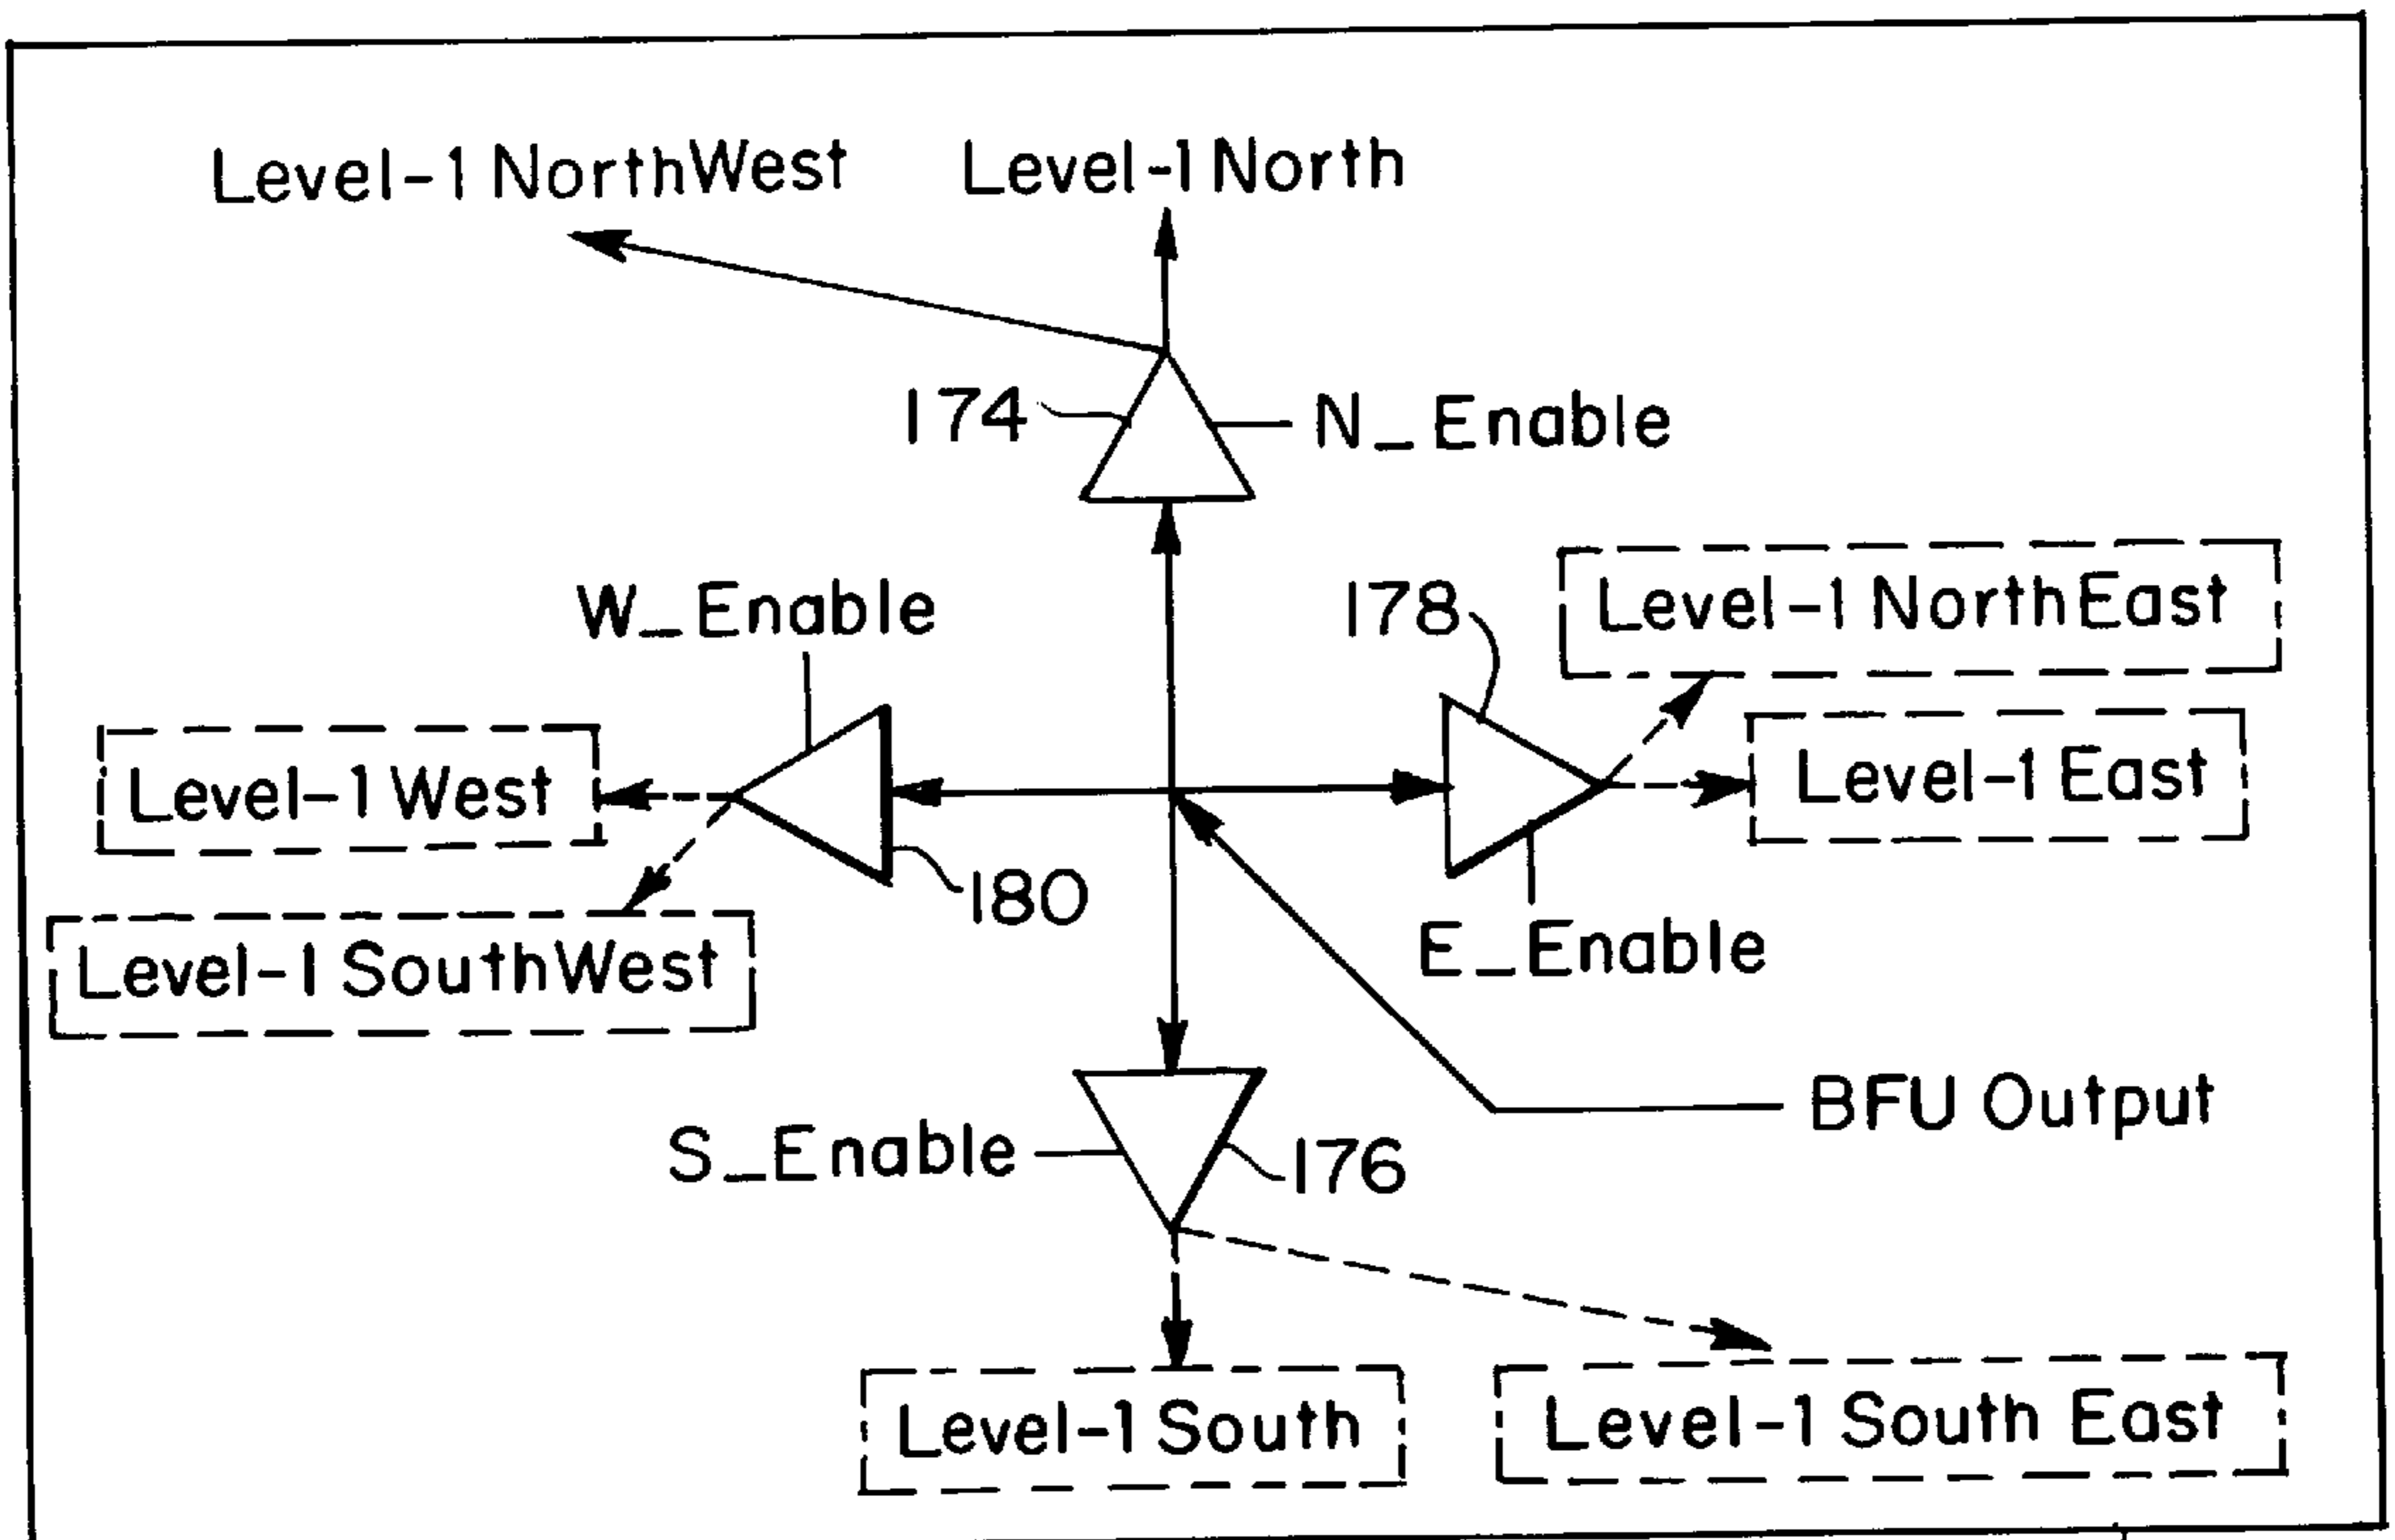 Level-1 NorthWest
Level-1 North
174
N_Enable
W_Enable
178
Level-1 NorthEast
Level-1 West
Level-1 East
180
Level-1 SouthWest
E_Enable
BFU Output
S_Enable
176
Level-1 South
Level-1 South East